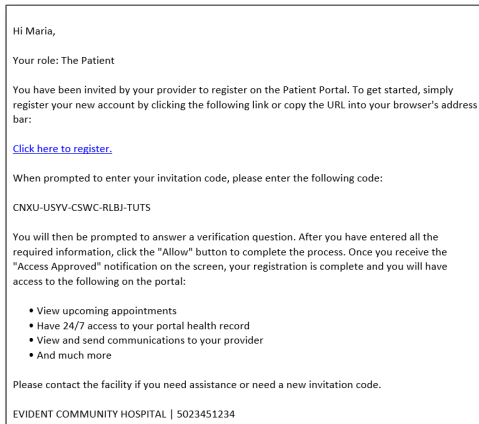 Hi Maria,
Your role: The Patient
You have been invited by your provider to register on the Patient Portal. To get started, simply
register your new account by clicking the following link or copy the URL into your browser's address
bar:
Click here to register.
When prompted to enter your invitation code, please enter the following code:
CNXU-USYV-CSWC-RLBJ-TUTS
You will then be prompted to answer a verification question. After you have entered all the
required information, click the "Allow" button to complete the process. Once you receive the
"Access Approved" notification on the screen, your registration is complete and you will have
access to the following on the portal:
• View upcoming appointments
• Have 24/7 access to your portal health record
• View and send communications to your provider
• And much more
Please contact the facility if you need assistance or need a new invitation code.
EVIDENT COMMUNITY HOSPITAL | 5023451234